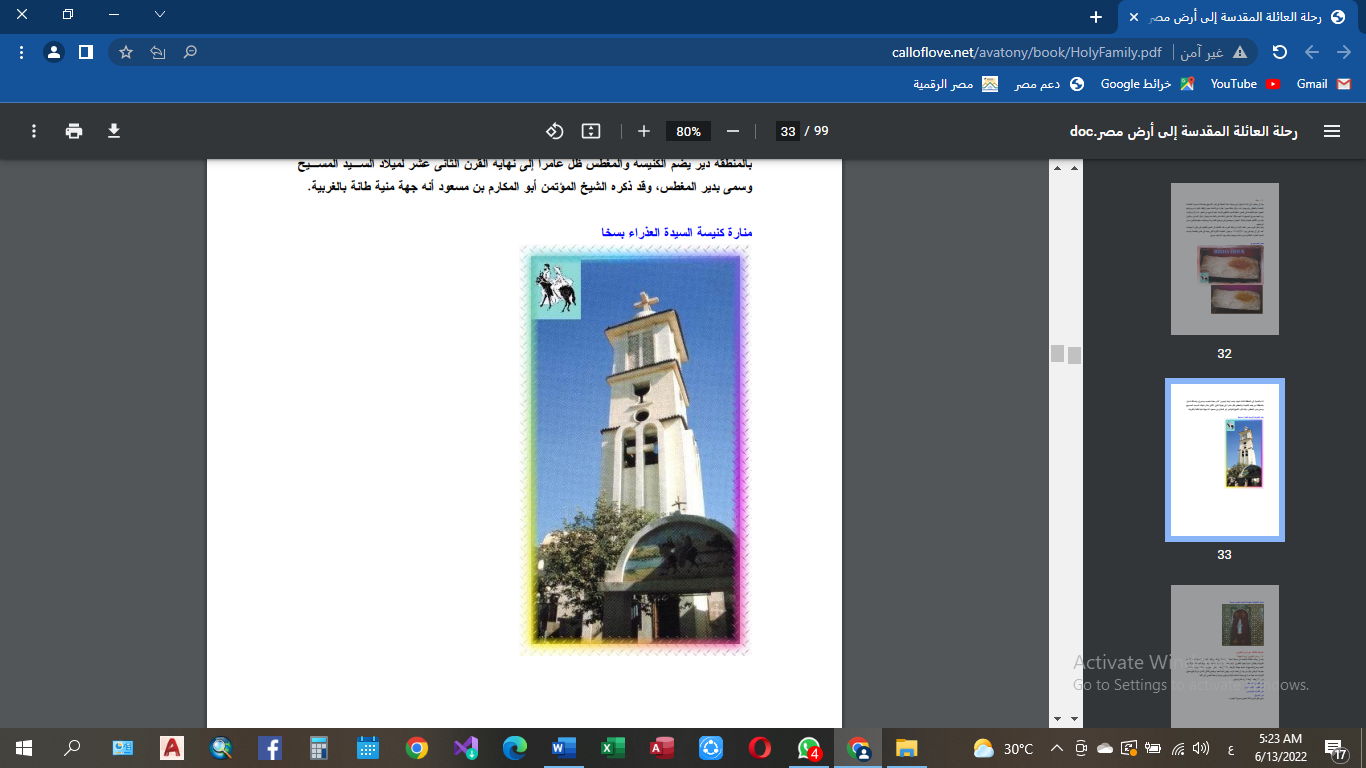 رحلة العائلة المقدسة إلى أرض مصر
غير آمن
calloflove.net/avatony/book/HolyFamily.pdf
Gmail
YouTube
خرائط Google
دعم مصر
مصر الرقمية
رحلة العائلة المقدسة إلى أرض مصر.doc
33 / 99
80%
بالمنطقة دير يضم الكنيسة والمغطس ظل عامرا إلى نهاية القرن الثانى عشر لميلاد السيد المسيح
وسمى بدير المغطس، وقد ذكره الشيخ المؤتمن أبو المكارم بن مسعود أنه جهة منية طانة بالغربية.
منارة كنيسة السيدة العذراء بسخا
32
33
Activate Windows
Go to Settings to activate Windows.
4
30°C
ع
5:23 AM
6/13/2022
17